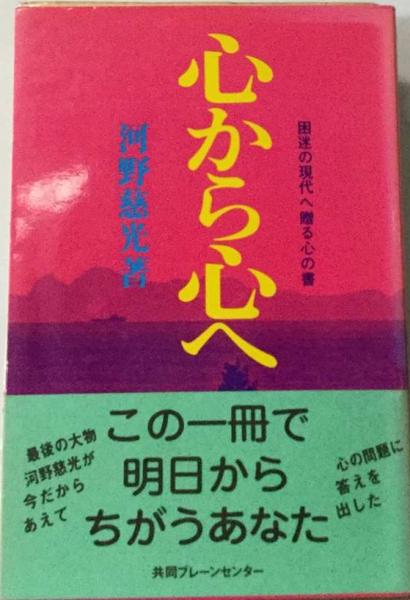 困迷の現代へ贈る心の書
心から心へ
河野慈光著
この一冊で
明日から
ちがうあなた
最後の大物
河野慈光が
今だから
あえて
心の問題に
答えを
出した
共同ブレーンセンター